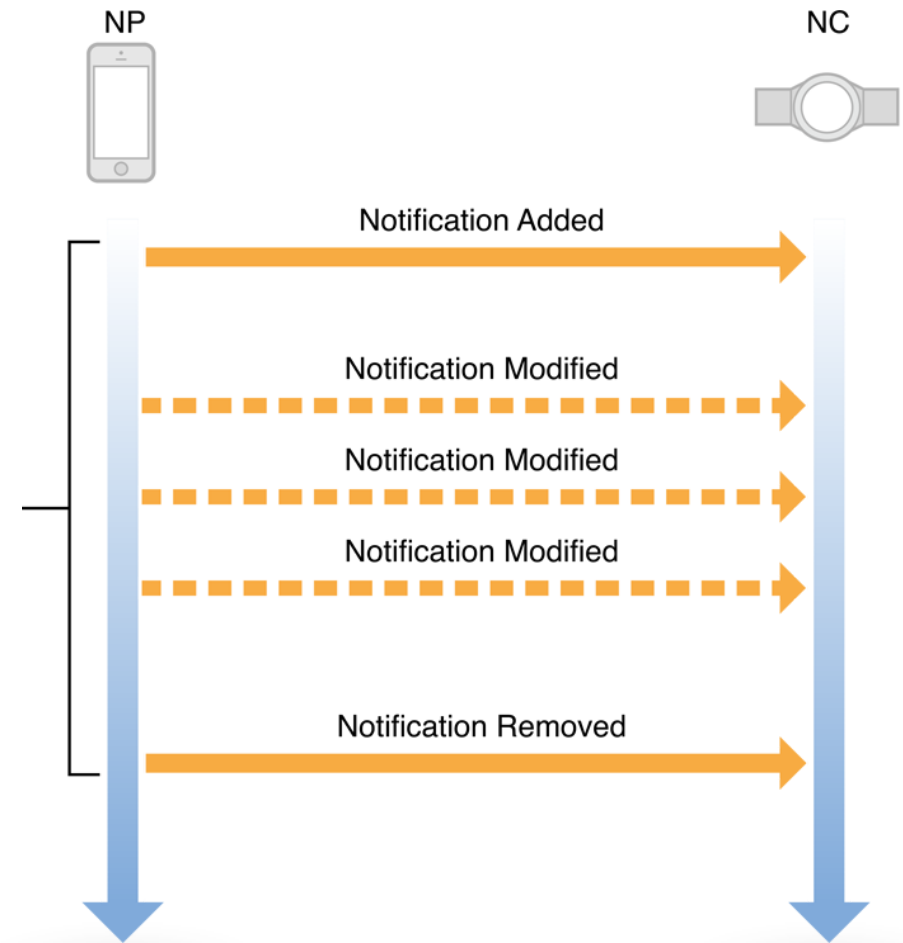 NP
NC
Notification Added
Notification Modified
Notification Modified
Notification Modified
Notification Removed